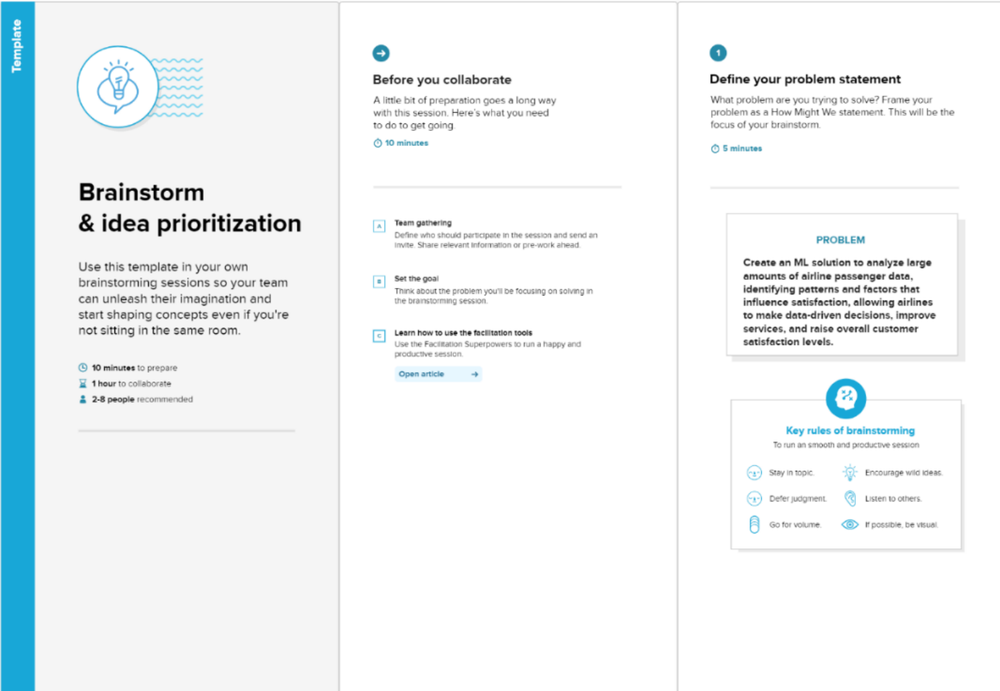 Template
Brainstorm
& idea prioritization
Use this template in your own
brainstorming sessions so your team
can unleash their imagination and
start shaping concepts even if you're
not sitting in the same room.
10 minutes to prepare
1 hour to collaborate
2-8 people recommended
Before you collaborate
A little bit of preparation goes a long way
with this session. Here's what you need
to do to get going.
10 minutes
A
Team gathering
Define who should participate in the session and send an
invite. Share relevant information or pre-work ahead.
B
Set the goal
Think about the problem you'll be focusing on solving in
the brainstorming session.
C
Learn how to use the facilitation tools
Use the Facilitation Superpowers to run a happy and
productive session.
Open article
1
Define your problem statement
What problem are you trying to solve? Frame your
problem as a How Might We statement. This will be the
focus of your brainstorm.
5 minutes
PROBLEM
Create an ML solution to analyze large
amounts of airline passenger data,
identifying patterns and factors that
influence satisfaction, allowing airlines
to make data-driven decisions, improve
services, and raise overall customer
satisfaction levels.
Key rules of brainstorming
To run an smooth and productive session
Stay in topic.
Encourage wild ideas.
Defer judgment.
Listen to others.
Go for volume.
If possible, be visual.